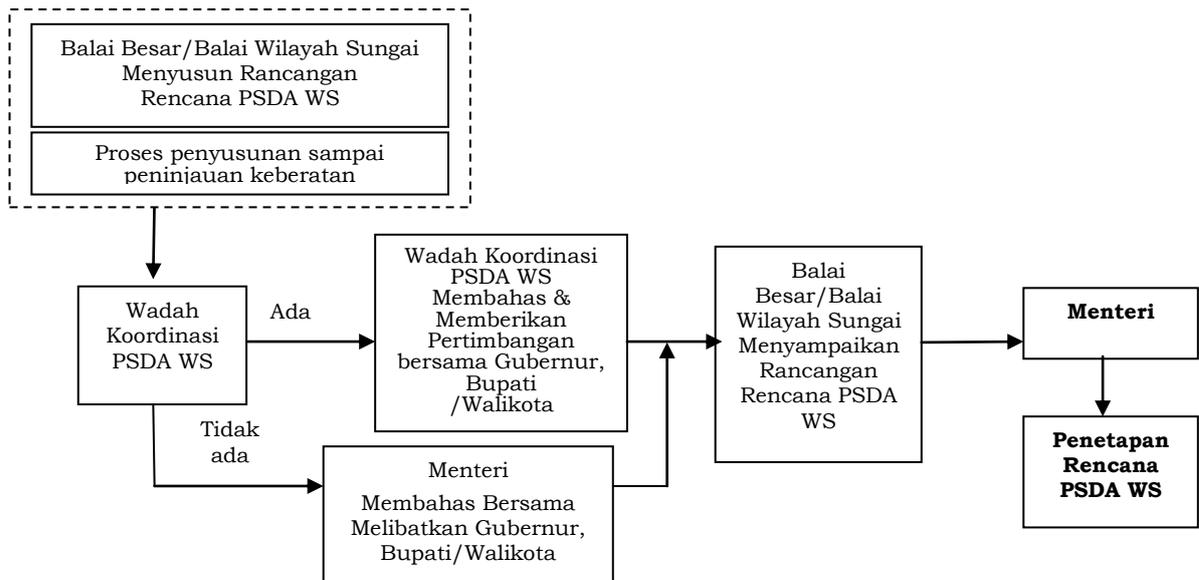 Balai Besar/Balai Wilayah Sungai
Menyusun Rancangan
Rencana PSDA WS
Proses penyusunan sampai
peninjauan keberatan
Wadah
Koordinasi
PSDA WS
Ada
Tidak
ada
Wadah Koordinasi
PSDA WS
Membahas &
Memberikan
Pertimbangan
bersama Gubernur,
Bupati
/Walikota
Menteri
Membahas Bersama
Melibatkan Gubernur,
Bupati/Walikota
Balai
Besar/Balai
Wilayah Sungai
Menyampaikan
Rancangan
Rencana PSDA
WS
Menteri
Penetapan
Rencana
PSDA WS